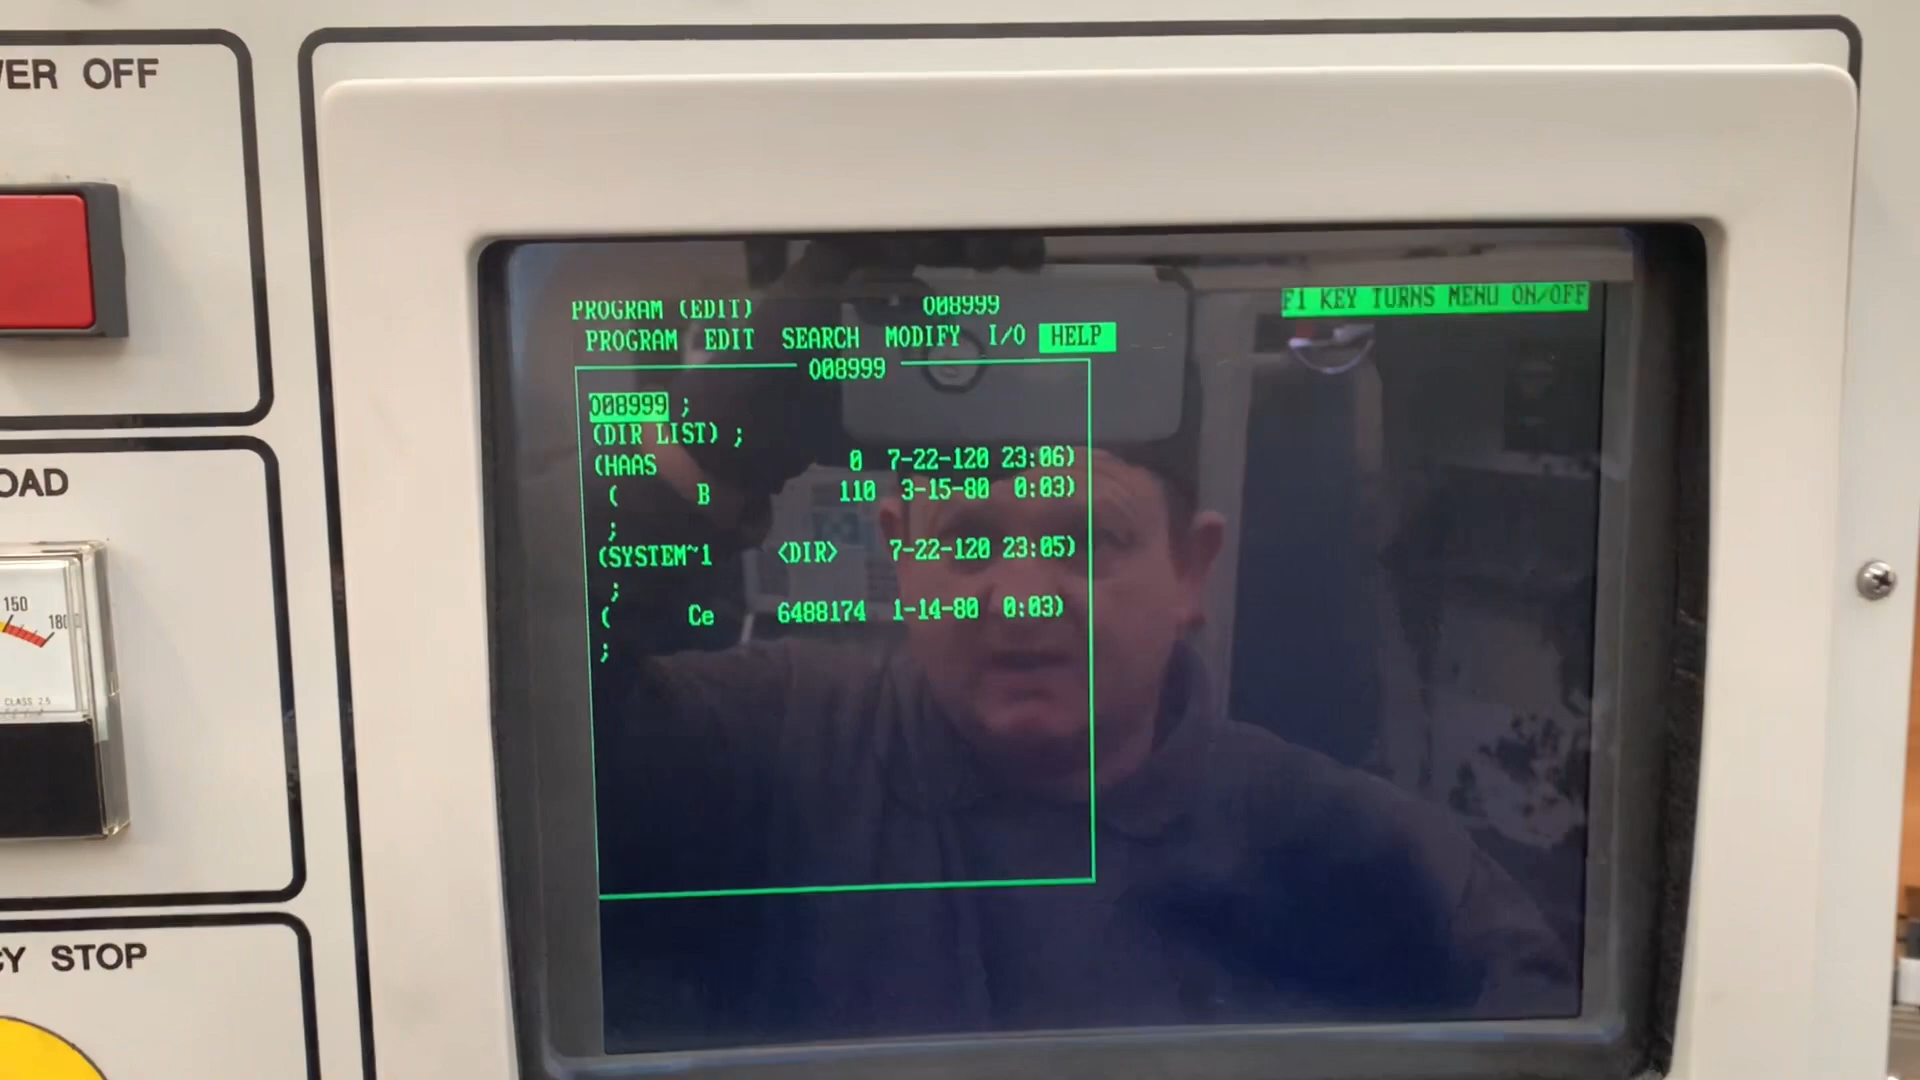 WER OFF
OAD
150
180
CLASS 2.5
CY STOP
PROGRAM (EDIT) O08999 F1 KEY TURNS MENU ON/OFF
PROGRAM EDIT SEARCH MODIFY I/O HELP
O08999
O08999 ;
(DIR LIST) ;
(HAAS 0 7-22-120 23:06)
( B 110 3-15-80 0:03)
;
(SYSTEM~1 <DIR> 7-22-120 23:05)
;
( Ce 6488174 1-14-80 0:03)
;